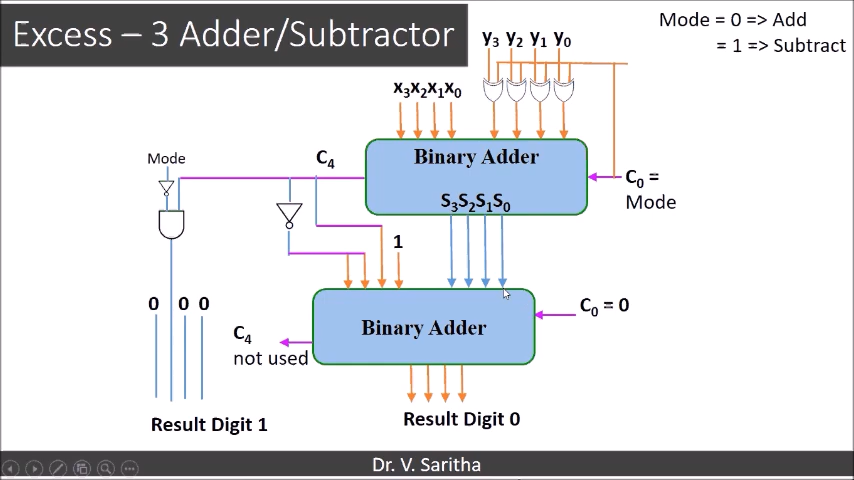 Excess – 3 Adder/Subtractor
Mode = 0 => Add
= 1 => Subtract
y₃ y₂ y₁ y₀
x₃x₂x₁x₀
Mode
C₄
Binary Adder
C₀ =
Mode
S₃S₂S₁S₀
1
0 0 0
C₄
not used
Binary Adder
C₀ = 0
Result Digit 1
Result Digit 0
Dr. V. Saritha